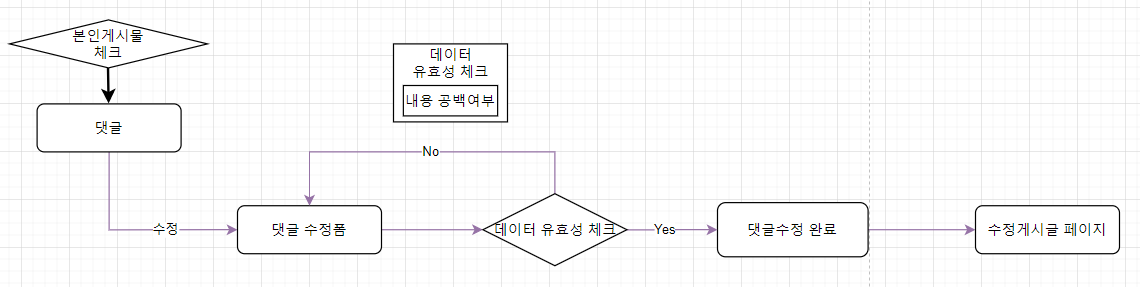 본인게시물
체크
데이터
유효성 체크
내용 공백여부
댓글
No
수정
댓글 수정폼
데이터 유효성 체크
Yes
댓글수정 완료
수정게시글 페이지